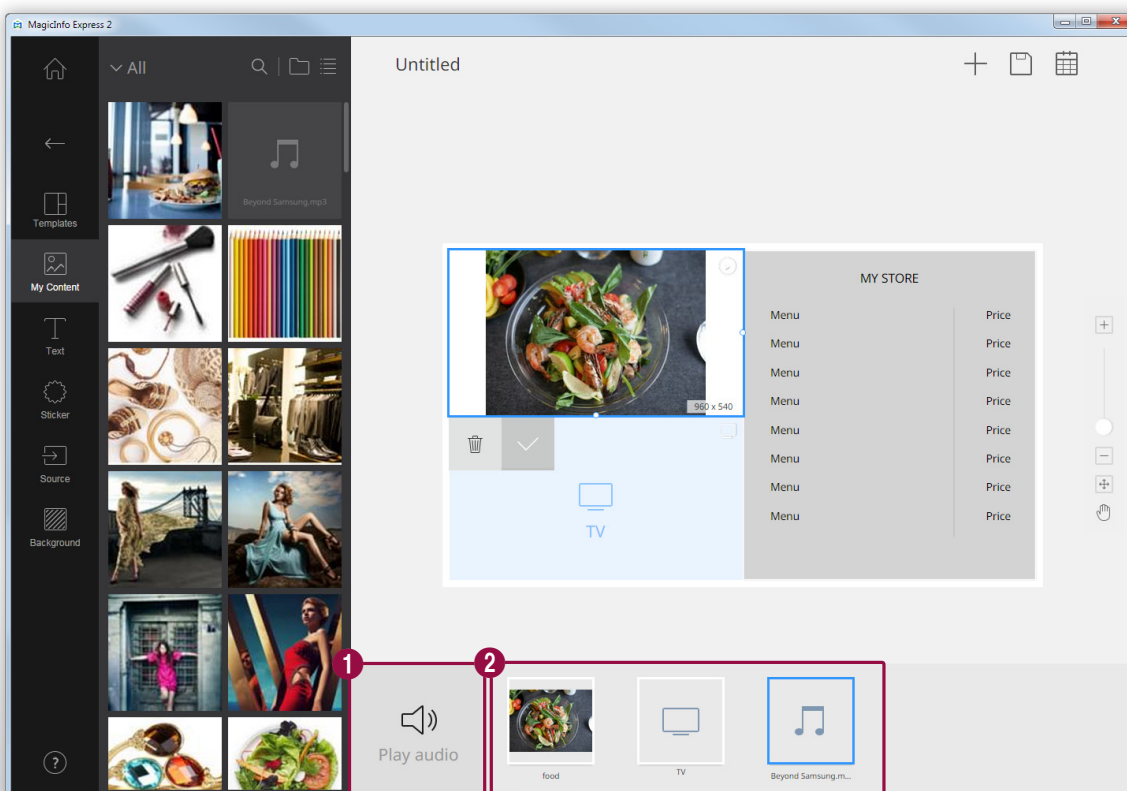 MagicInfo Express 2
All
Untitled
Beyond Samsung.mp3
Templates
My Content
Text
Sticker
Source
Background
?
960 x 540
TV
MY STORE
Menu Price
Menu Price
Menu Price
Menu Price
Menu Price
Menu Price
Menu Price
Menu Price
1
2
Play audio
food
TV
Beyond Samsung.m...